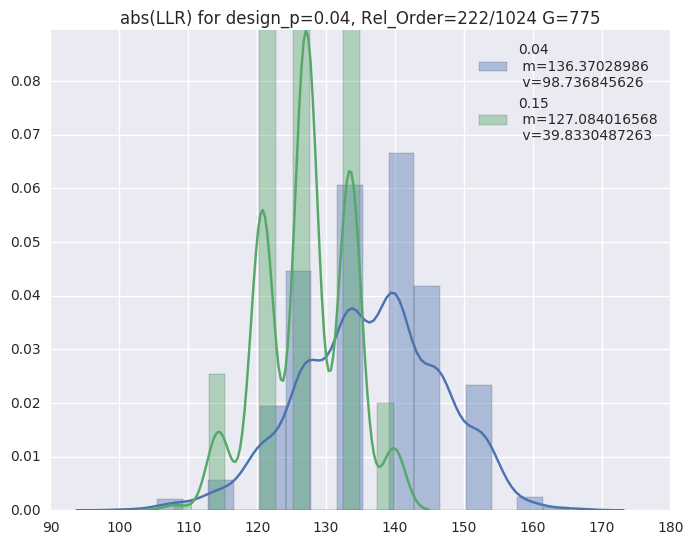 abs(LLR) for design_p=0.04, Rel_Order=222/1024 G=775
0.04
m=136.37028986
v=98.736845626
0.15
m=127.084016568
v=39.8330487263
0.08
0.07
0.06
0.05
0.04
0.03
0.02
0.01
0.00
90 100 110 120 130 140 150 160 170 180